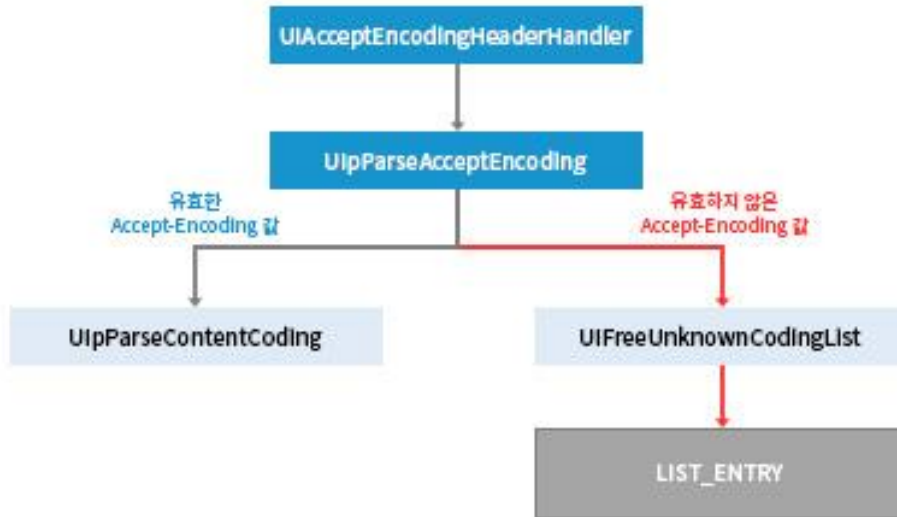 UlAcceptEncodingHeaderHandler
UlpParseAcceptEncoding
유효한
Accept-Encoding 값
유효하지 않은
Accept-Encoding 값
UlpParseContentCoding
UlFreeUnknownCodingList
LIST_ENTRY